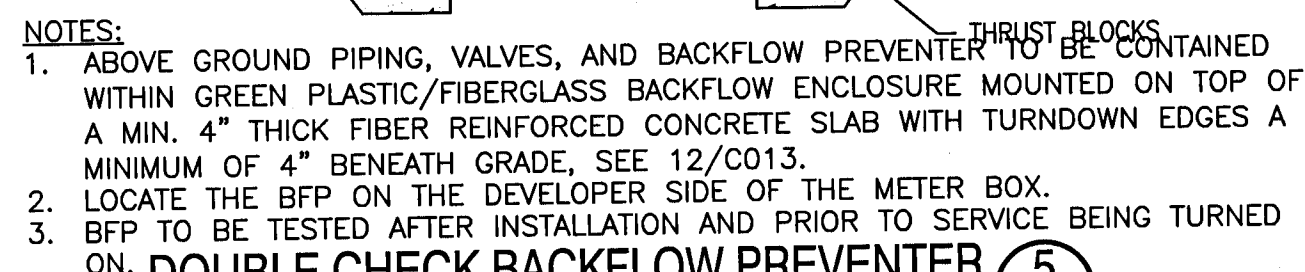 THRUST BLOCKS
NOTES:
1. ABOVE GROUND PIPING, VALVES, AND BACKFLOW PREVENTER TO BE CONTAINED
WITHIN GREEN PLASTIC/FIBERGLASS BACKFLOW ENCLOSURE MOUNTED ON TOP OF
A MIN. 4" THICK FIBER REINFORCED CONCRETE SLAB WITH TURNDOWN EDGES A
MINIMUM OF 4" BENEATH GRADE, SEE 12/C013.
2. LOCATE THE BFP ON THE DEVELOPER SIDE OF THE METER BOX.
3. BFP TO BE TESTED AFTER INSTALLATION AND PRIOR TO SERVICE BEING TURNED
ON.
DOUBLE CHECK BACKFLOW PREVENTER 5